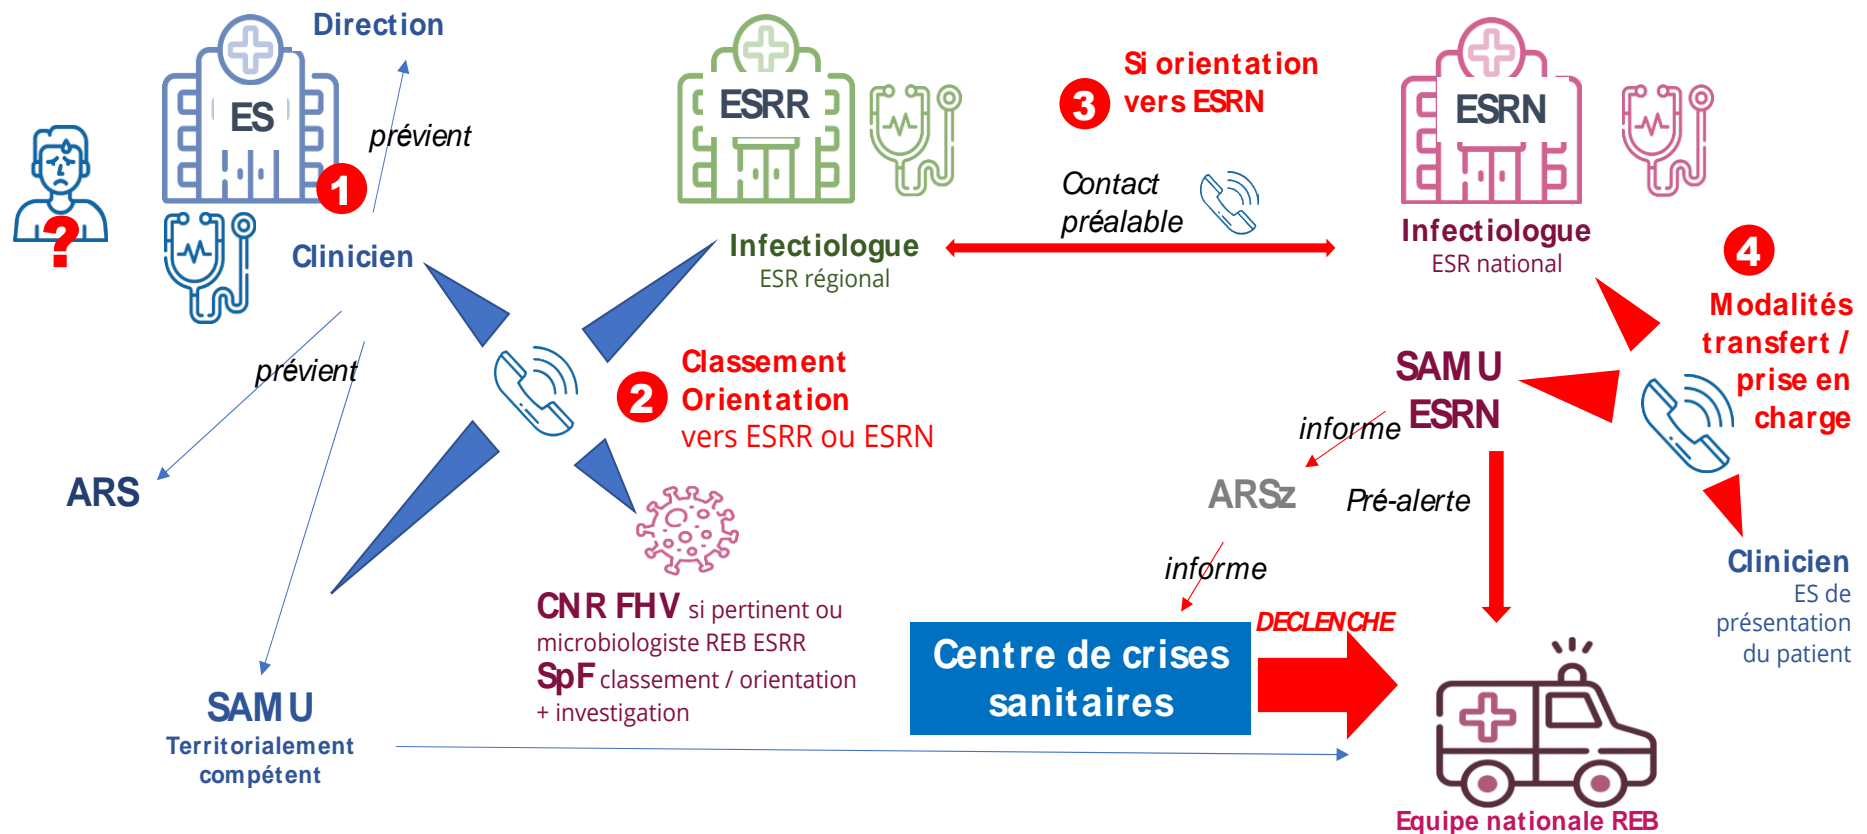 Direction
ES
prévient
1
?
Clinicien
prévient
ARS
SAMU
Territorialement
compétent
ESRR
Infectiologue
ESR régional
2
Classement
Orientation
vers ESRR ou ESRN
CNR FHV si pertinent ou
microbiologiste REB ESRR
SpF classement / orientation
+ investigation
3
Si orientation
vers ESRN
Contact
préalable
ESRN
Infectiologue
ESR national
4
Modalités
transfert /
prise en
charge
SAMU
ESRN
informe
ARSz
Pré-alerte
informe
Clinicien
ES de
présentation
du patient
DECLENCHE
Centre de crises
sanitaires
Equipe nationale REB